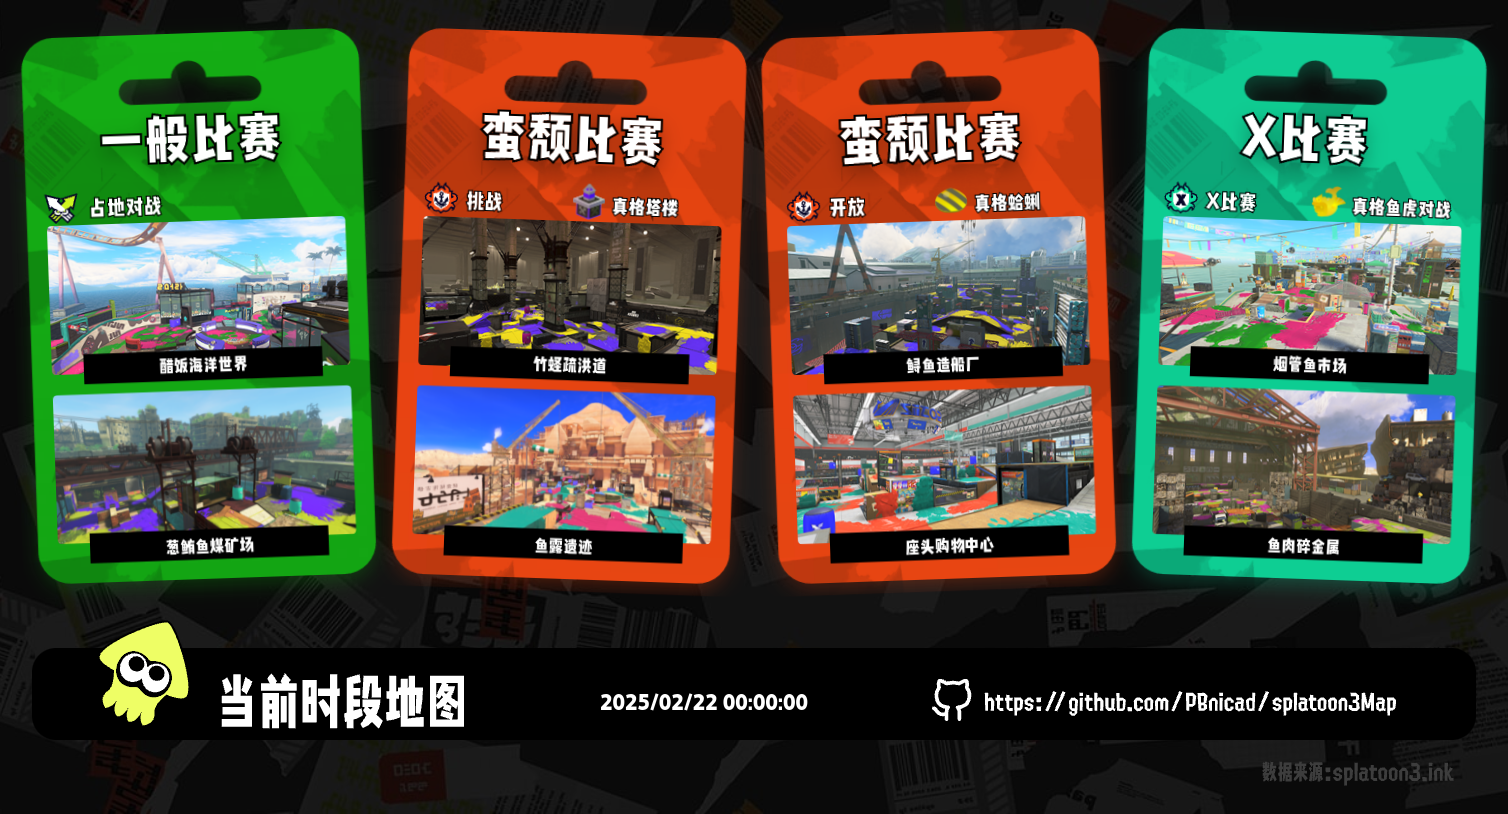 一般比赛
占地对战
醋饭海洋世界
葱鲔鱼煤矿场
蛮颓比赛
挑战
真格塔楼
竹蛏疏洪道
鱼露遗迹
蛮颓比赛
开放
真格蛤蜊
鲟鱼造船厂
座头购物中心
X比赛
X比赛
真格鱼虎对战
烟管鱼市场
鱼肉碎金属
当前时段地图
2025/02/22 00:00:00
https://github.com/PBnicad/splatoon3Map
数据来源:splatoon3.ink